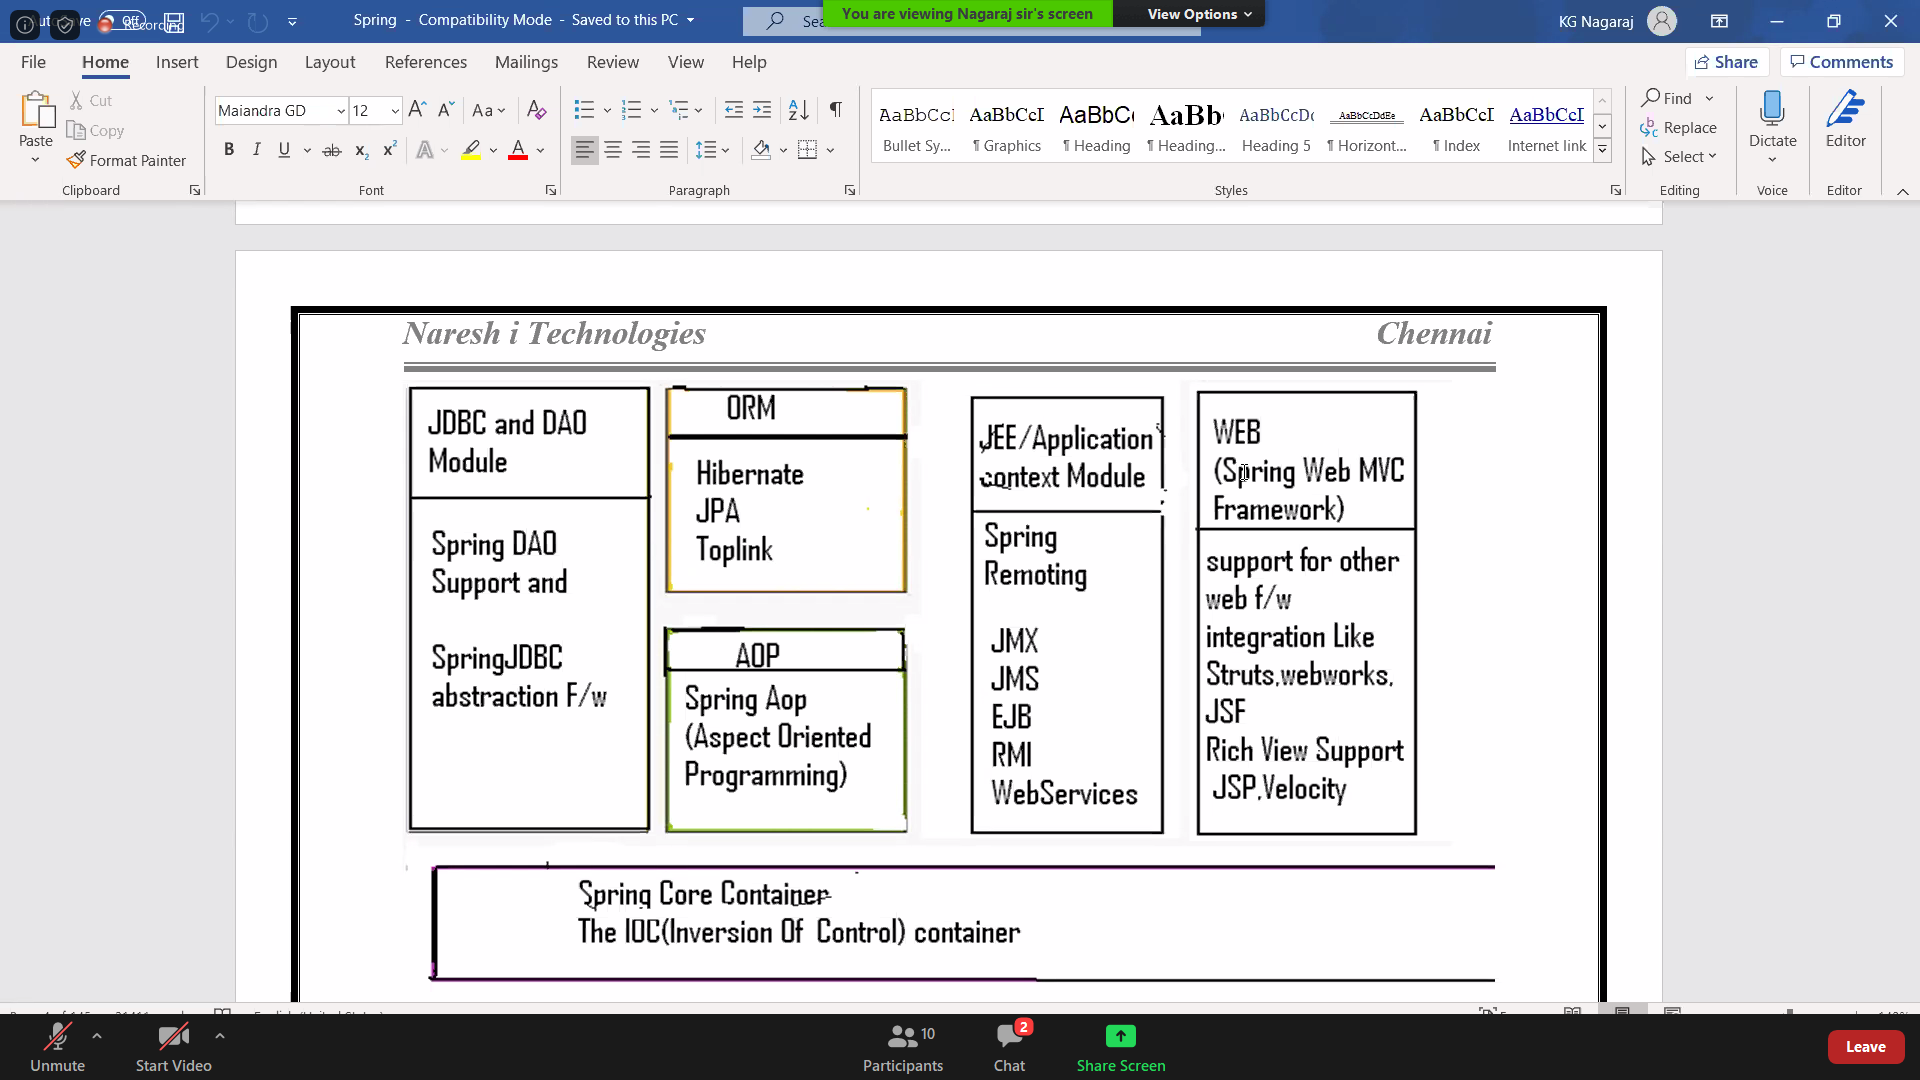 Spring - Compatibility Mode - Saved to this PC
You are viewing Nagaraj sir's screen
View Options
KG Nagaraj
File Home Insert Design Layout References Mailings Review View Help
Share
Comments
Paste
Cut
Copy
Format Painter
Clipboard
Maiandra GD
12
Font
Paragraph
AaBbCcI AaBbCcI AaBbC AaBb AaBbCcDc AaBbCcDdEe AaBbCcI AaBbCcI
Bullet Sy... ¶ Graphics ¶ Heading ¶ Heading... Heading 5 ¶ Horizont... ¶ Index Internet link
Styles
Find
Replace
Select
Editing
Dictate
Voice
Editor
Editor
Naresh i Technologies Chennai
JDBC and DAO
Module
Spring DAO
Support and
SpringJDBC
abstraction F/w
ORM
Hibernate
JPA
Toplink
AOP
Spring Aop
(Aspect Oriented
Programming)
JEE/Application
context Module
Spring
Remoting
JMX
JMS
EJB
RMI
WebServices
WEB
(Spring Web MVC
Framework)
support for other
web f/w
integration Like
Struts,webworks,
JSF
Rich View Support
JSP,Velocity
Spring Core Container
The IOC(Inversion Of Control) container
Unmute
Start Video
Participants
10
Chat
2
Share Screen
Leave